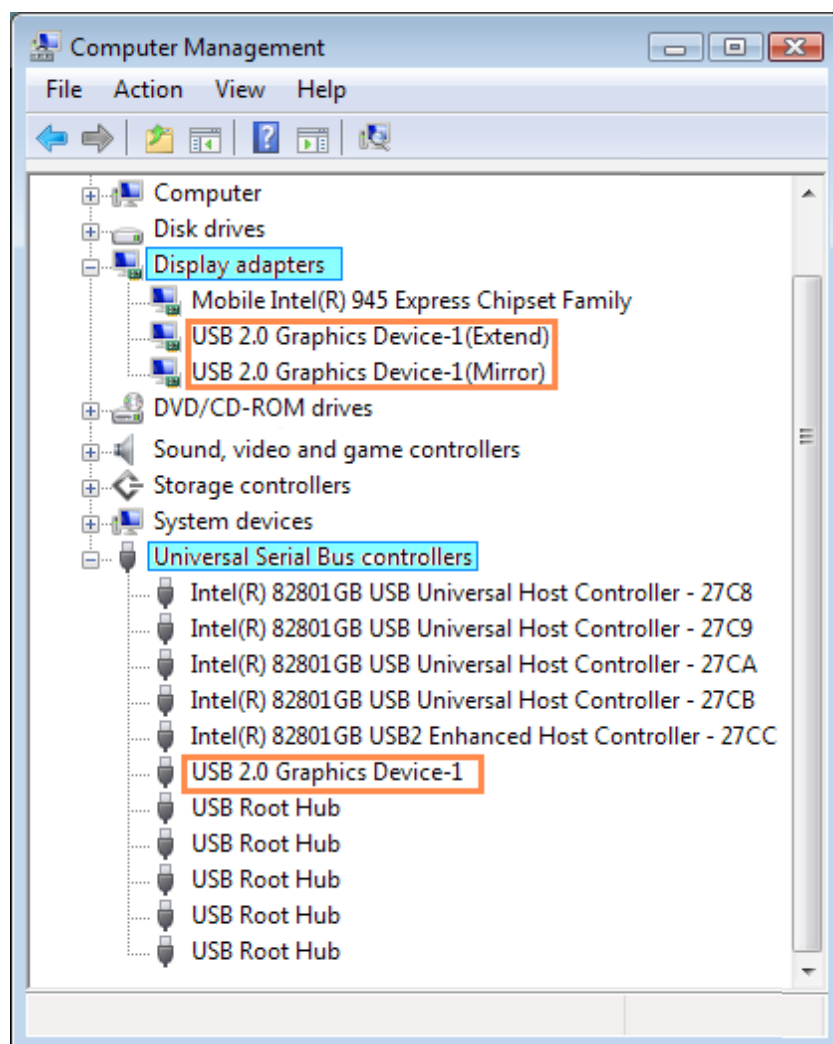 Computer Management
File Action View Help
Computer
Disk drives
Display adapters
Mobile Intel(R) 945 Express Chipset Family
USB 2.0 Graphics Device-1(Extend)
USB 2.0 Graphics Device-1(Mirror)
DVD/CD-ROM drives
Sound, video and game controllers
Storage controllers
System devices
Universal Serial Bus controllers
Intel(R) 82801GB USB Universal Host Controller - 27C8
Intel(R) 82801GB USB Universal Host Controller - 27C9
Intel(R) 82801GB USB Universal Host Controller - 27CA
Intel(R) 82801GB USB Universal Host Controller - 27CB
Intel(R) 82801GB USB2 Enhanced Host Controller - 27CC
USB 2.0 Graphics Device-1
USB Root Hub
USB Root Hub
USB Root Hub
USB Root Hub
USB Root Hub